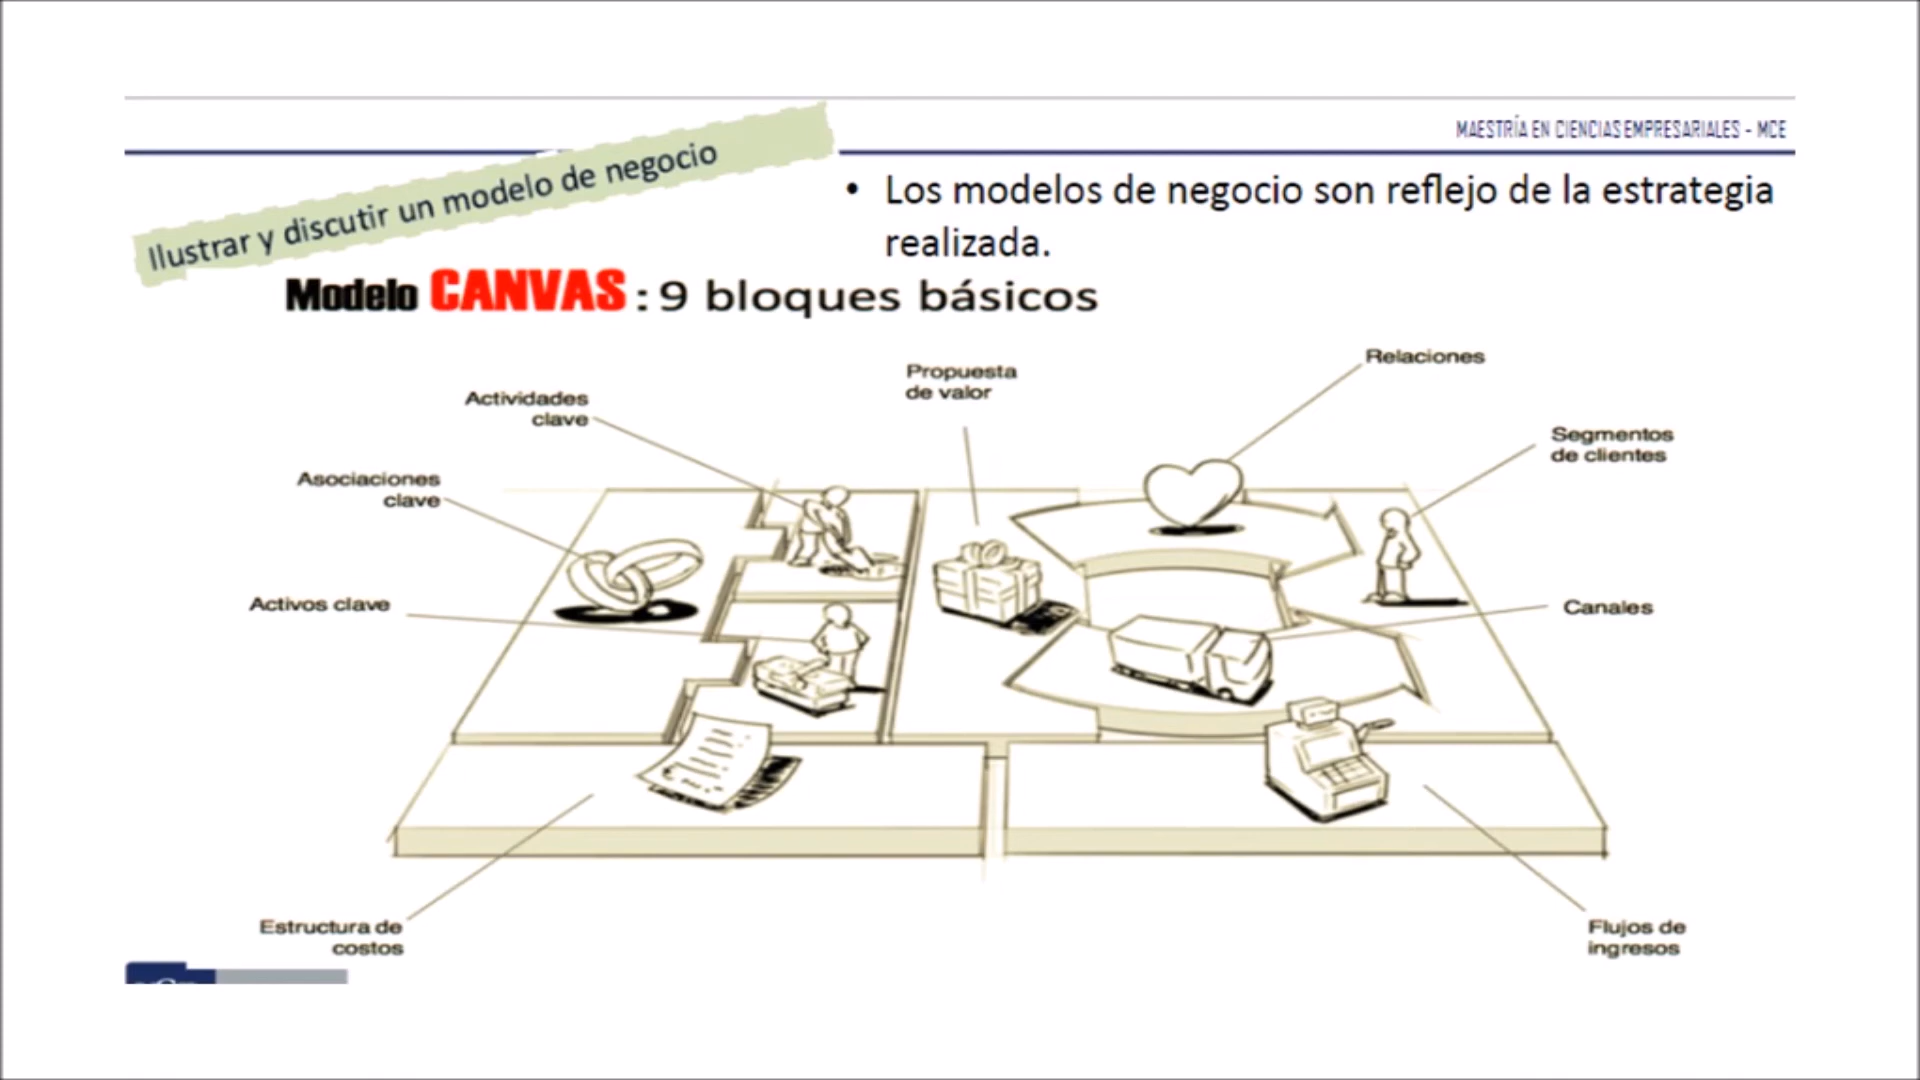 MAESTRÍA EN CIENCIAS EMPRESARIALES - MCE
Ilustrar y discutir un modelo de negocio
• Los modelos de negocio son reflejo de la estrategia
realizada.
Modelo CANVAS : 9 bloques básicos
Relaciones
Propuesta
de valor
Actividades
clave
Segmentos
de clientes
Asociaciones
clave
Activos clave
Canales
Estructura de
costos
Flujos de
ingresos